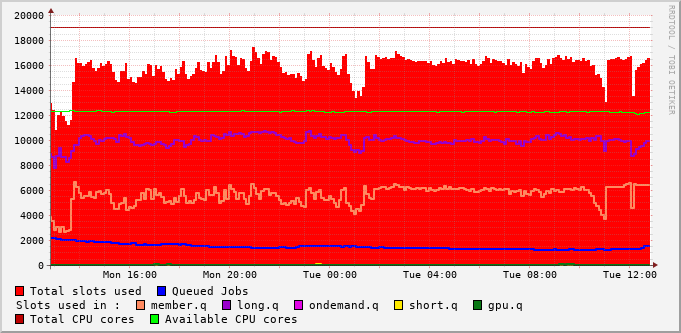 20000
18000
16000
14000
12000
10000
8000
6000
4000
2000
0
Mon 16:00 Mon 20:00 Tue 00:00 Tue 04:00 Tue 08:00 Tue 12:00
Total slots used Queued Jobs
Slots used in : member.q long.q ondemand.q short.q gpu.q
Total CPU cores Available CPU cores
RRDTOOL / TOBI OETIKER